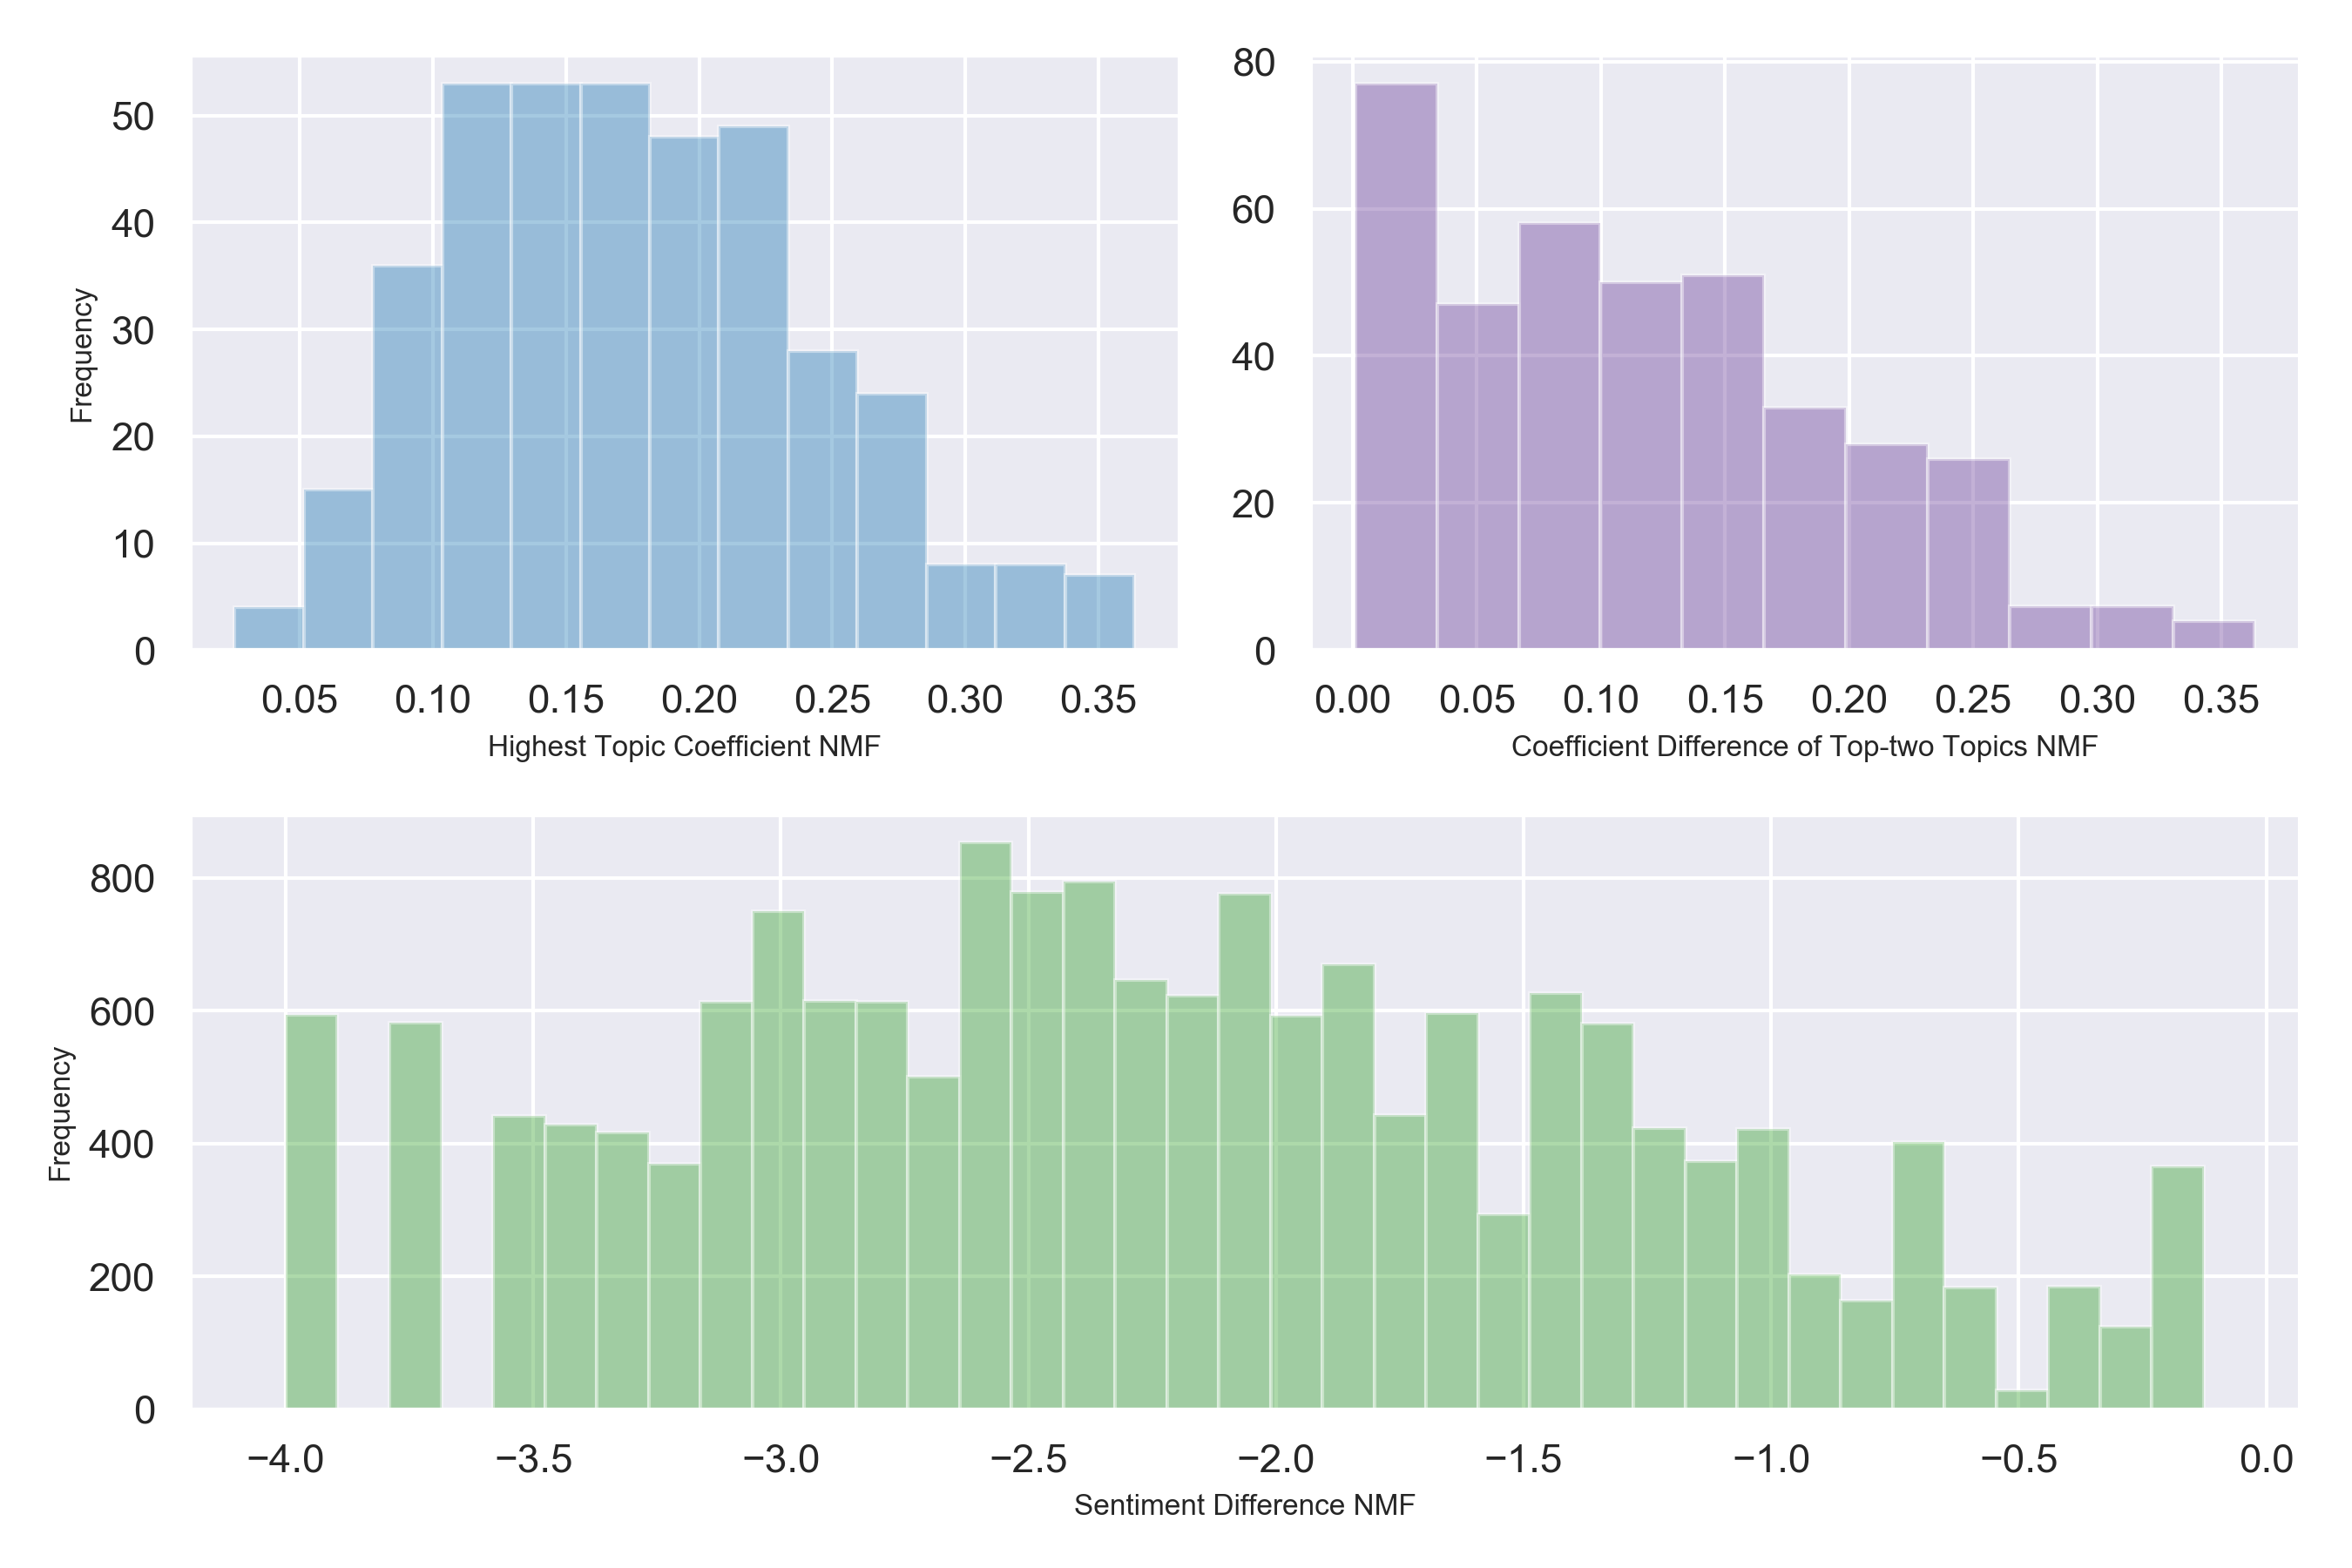 Frequency
50
40
30
20
10
0
0.05 0.10 0.15 0.20 0.25 0.30 0.35
Highest Topic Coefficient NMF
80
60
40
20
0
0.00 0.05 0.10 0.15 0.20 0.25 0.30 0.35
Coefficient Difference of Top-two Topics NMF
Frequency
800
600
400
200
0
−4.0 −3.5 −3.0 −2.5 −2.0 −1.5 −1.0 −0.5 0.0
Sentiment Difference NMF